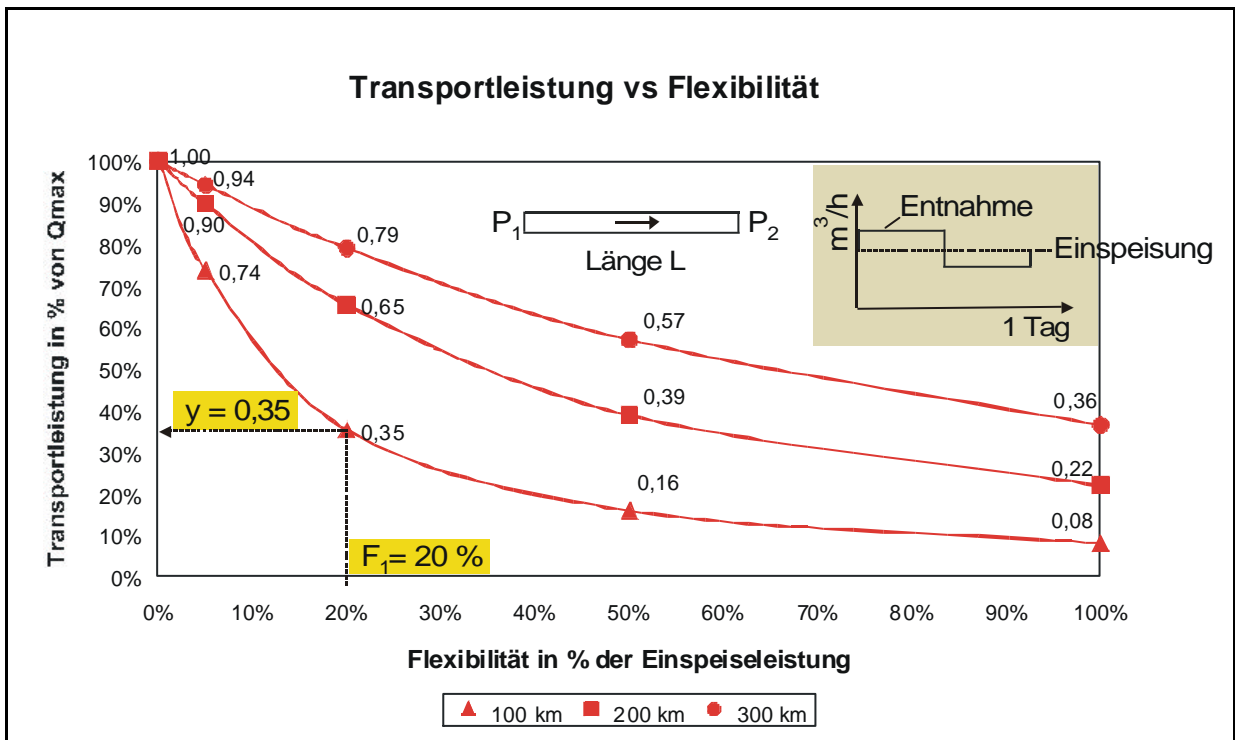 Transportleistung vs Flexibilität
Transportleistung in % von Qmax
100%
90%
80%
70%
60%
50%
40%
30%
20%
10%
0%
1,00
0,94
0,90
0,74
0,79
0,65
0,35
0,57
0,39
0,16
0,36
0,22
0,08
P1
P2
Länge L
m³/h
Entnahme
Einspeisung
1 Tag
y = 0,35
F1= 20 %
0%
10%
20%
30%
40%
50%
60%
70%
80%
90%
100%
Flexibilität in % der Einspeiseleistung
100 km
200 km
300 km